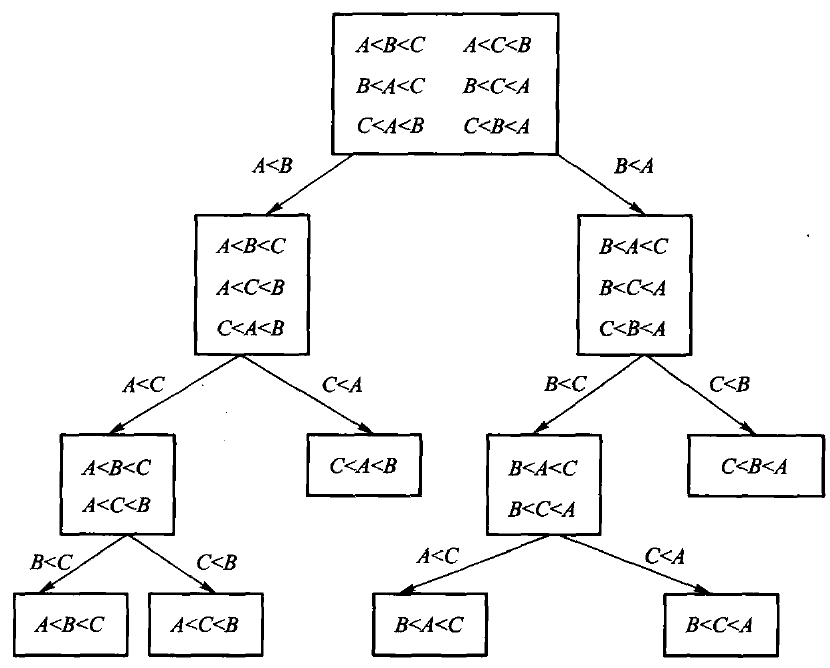 A<B<C A<C<B
B<A<C B<C<A
C<A<B C<B<A
A<B B<A
A<B<C
A<C<B
C<A<B
B<A<C
B<C<A
C<B<A
A<C C<A
B<C C<B
A<B<C
A<C<B
C<A<B
B<A<C
B<C<A
C<B<A
B<C C<B
A<C C<A
A<B<C
A<C<B
B<A<C
B<C<A